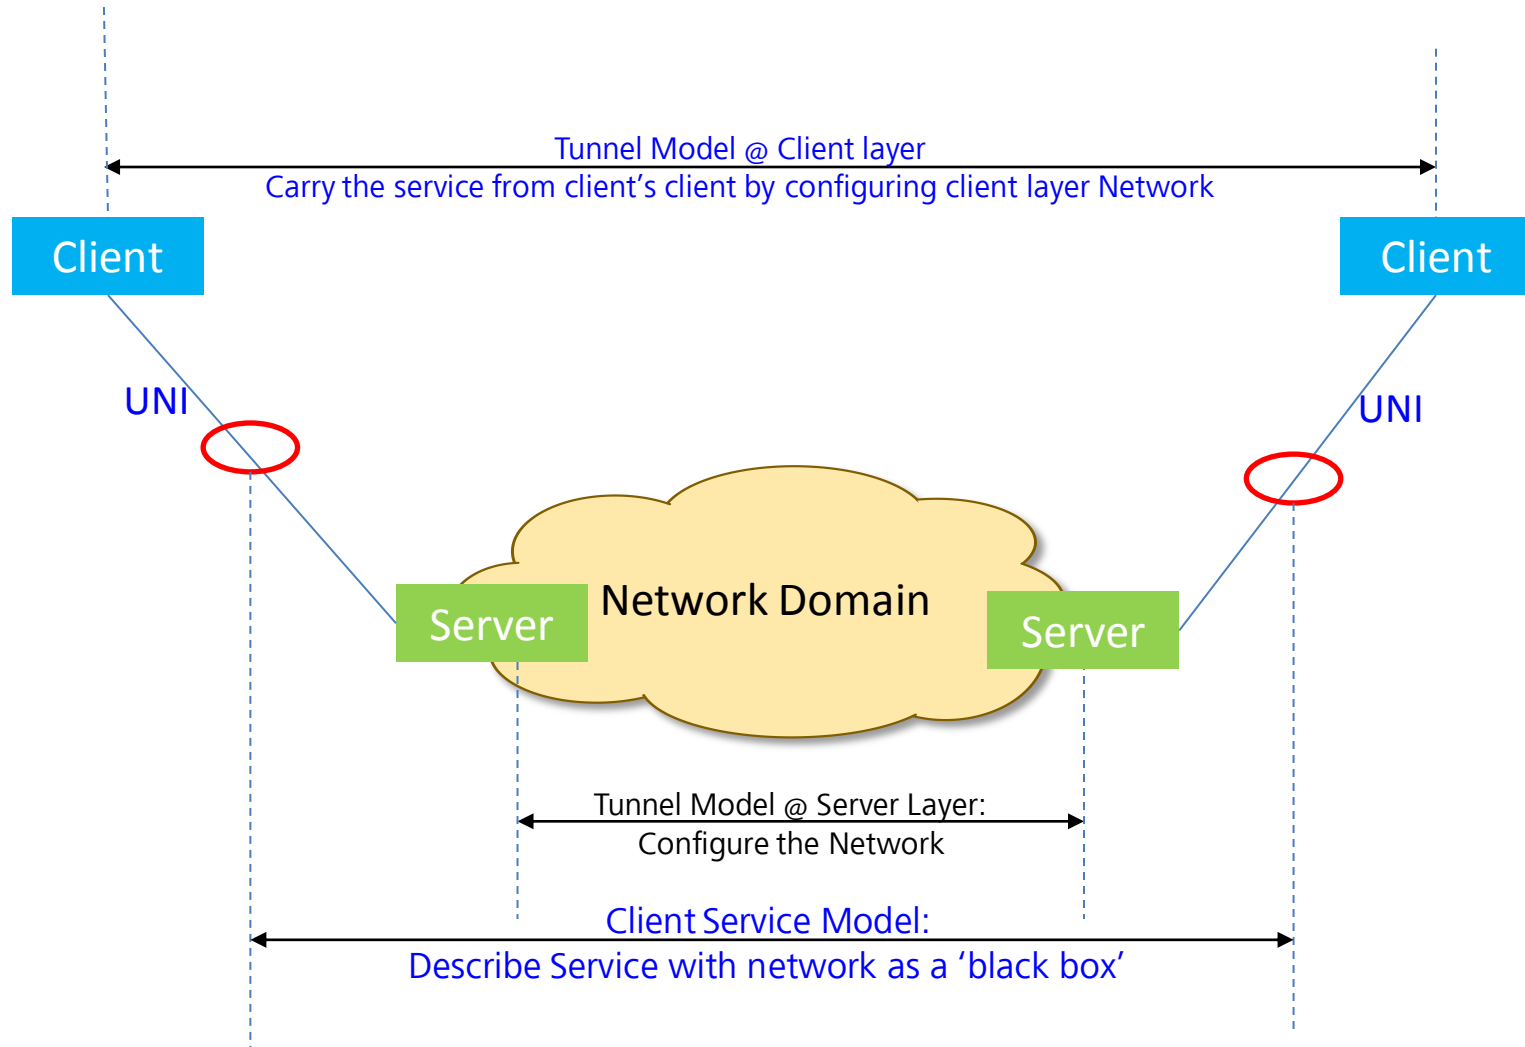 Tunnel Model @ Client layer
Carry the service from client’s client by configuring client layer Network
Client
Client
UNI
UNI
Network Domain
Server
Server
Tunnel Model @ Server Layer:
Configure the Network
Client Service Model:
Describe Service with network as a ‘black box’